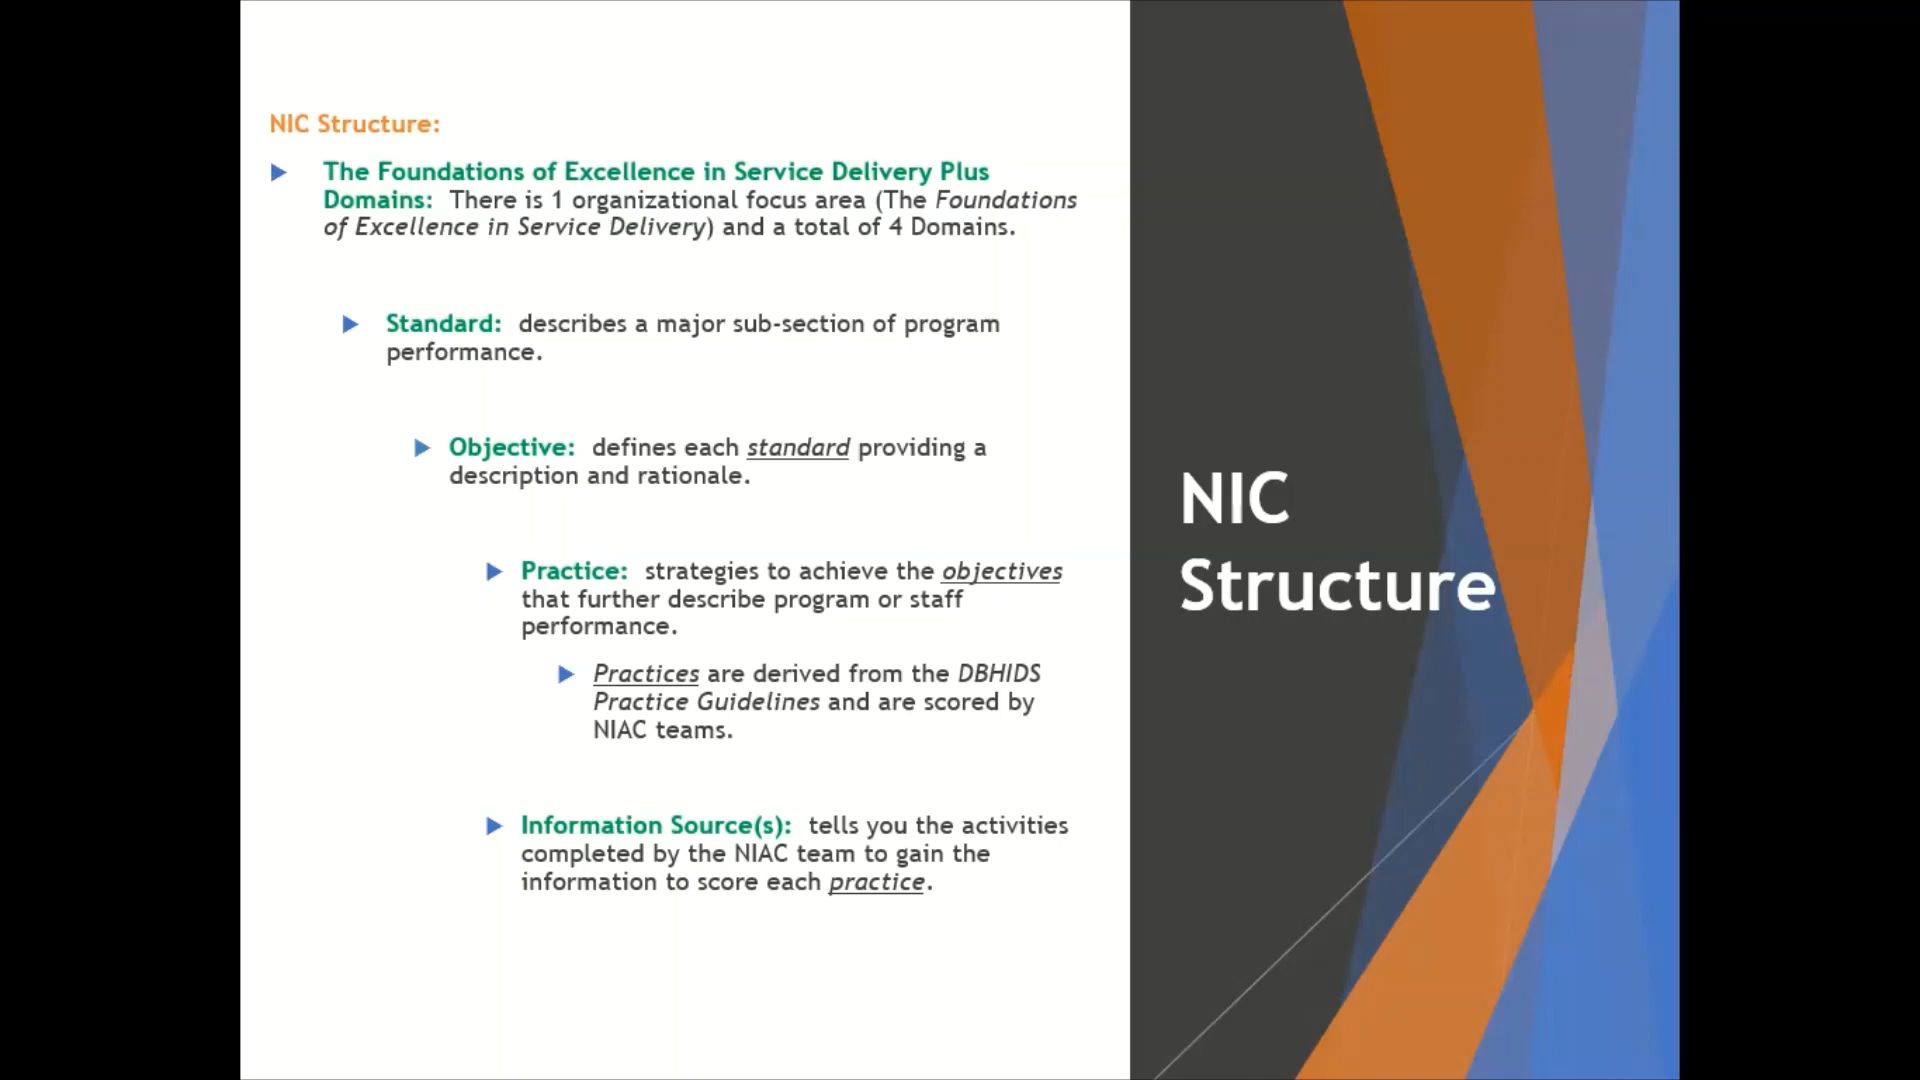 NIC Structure:
The Foundations of Excellence in Service Delivery Plus
Domains: There is 1 organizational focus area (The Foundations
of Excellence in Service Delivery) and a total of 4 Domains.
Standard: describes a major sub-section of program
performance.
Objective: defines each standard providing a
description and rationale.
Practice: strategies to achieve the objectives
that further describe program or staff
performance.
Practices are derived from the DBHIDS
Practice Guidelines and are scored by
NIAC teams.
Information Source(s): tells you the activities
completed by the NIAC team to gain the
information to score each practice.
NIC
Structure